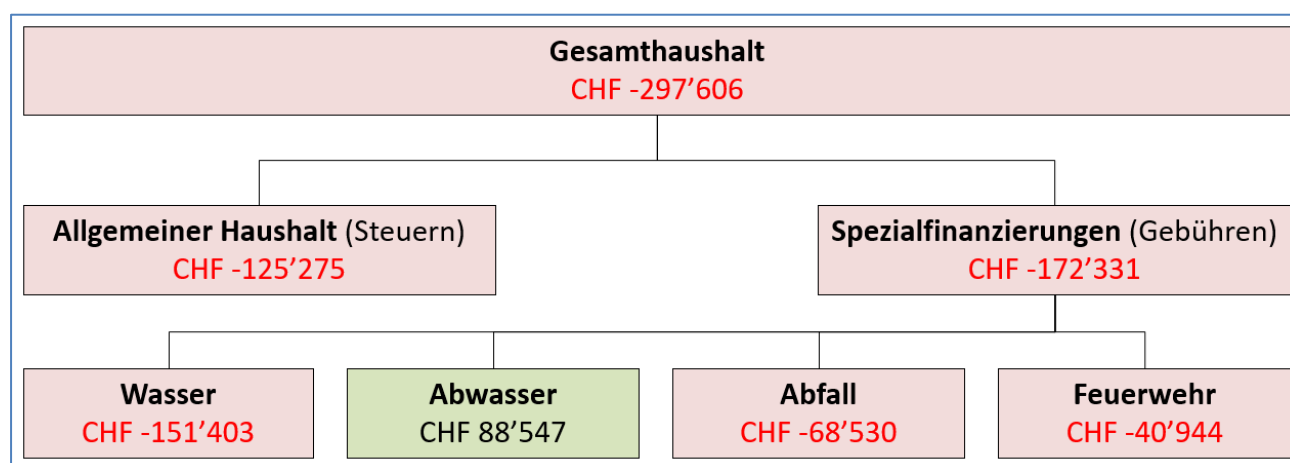 Gesamthaushalt
CHF -297’606
Allgemeiner Haushalt (Steuern)
CHF -125’275
Spezialfinanzierungen (Gebühren)
CHF -172’331
Wasser
CHF -151’403
Abwasser
CHF 88’547
Abfall
CHF -68’530
Feuerwehr
CHF -40’944